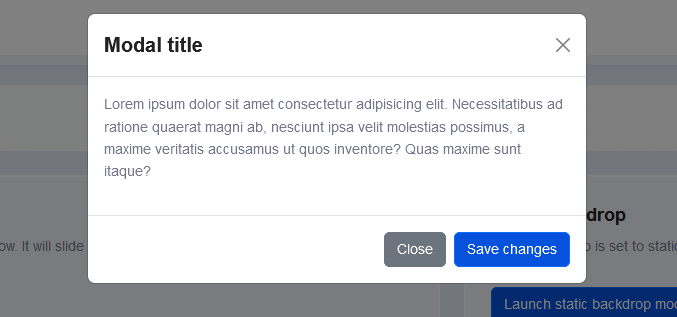 Modal title
Lorem ipsum dolor sit amet consectetur adipisicing elit. Necessitatibus ad
ratione quaerat magni ab, nesciunt ipsa velit molestias possimus, a
maxime veritatis accusamus ut quos inventore? Quas maxime sunt
itaque?
drop
ow. It will slide
is set to static
Close
Save changes
Launch static backdrop